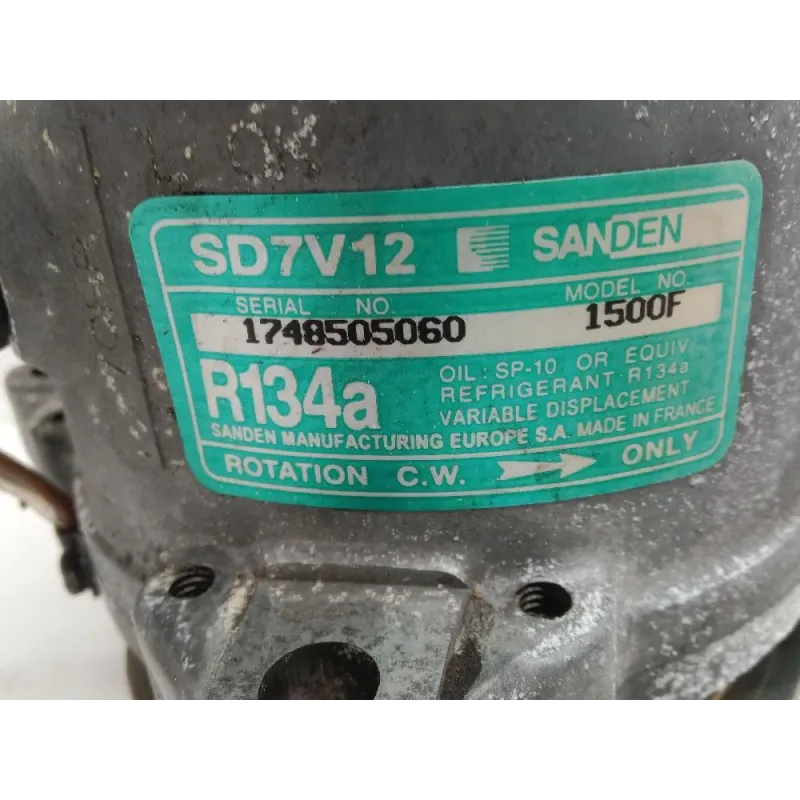 OK
SD7V12 SANDEN
SERIAL NO. MODEL NO.
1748505060 1500F
R134a
OIL: SP-10 OR EQUIV
REFRIGERANT R134a
VARIABLE DISPLACEMENT
SANDEN MANUFACTURING EUROPE S.A. MADE IN FRANCE
ROTATION C.W. ONLY